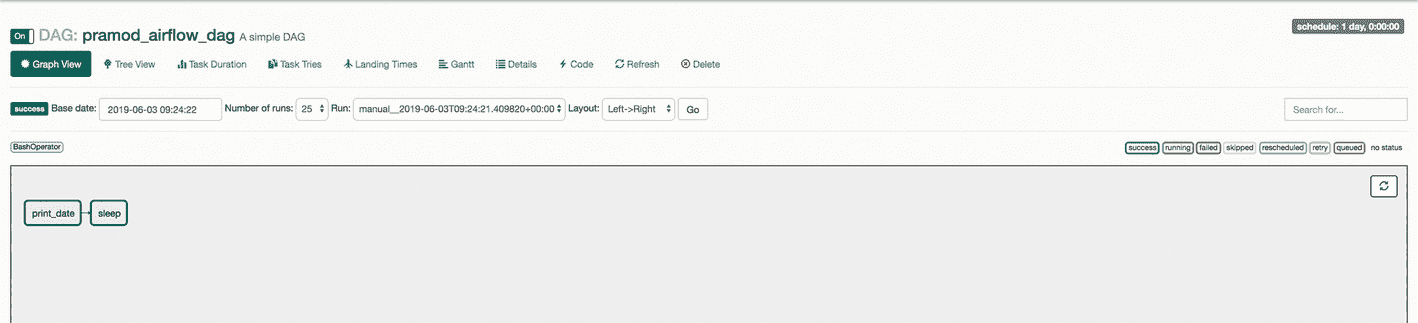 On DAG: pramod_airflow_dag A simple DAG schedule: 1 day, 0:00:00
Graph View Tree View Task Duration Task Tries Landing Times Gantt Details Code Refresh Delete
success Base date: 2019-06-03 09:24:22 Number of runs: 25 Run: manual__2019-06-03T09:24:21.409820+00:00 Layout: Left->Right Go Search for...
BashOperator success running failed skipped rescheduled retry queued no status
print_date sleep